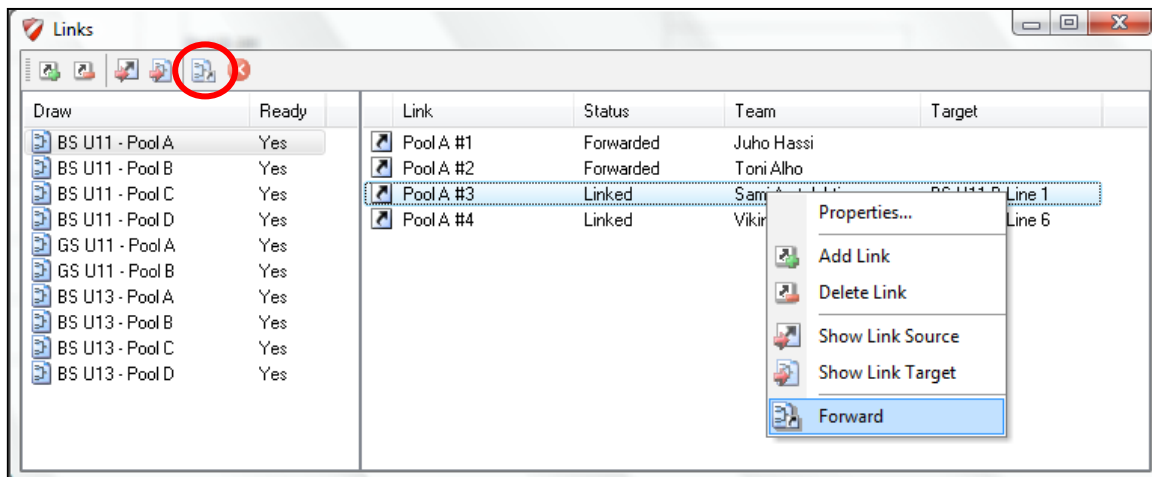 Links
Draw Ready Link Status Team Target
BS U11 - Pool A Yes Pool A #1 Forwarded Juho Hassi
BS U11 - Pool B Yes Pool A #2 Forwarded Toni Alho
BS U11 - Pool C Yes Pool A #3 Linked Line 1
BS U11 - Pool D Yes Pool A #4 Linked Line 6
GS U11 - Pool A Yes
GS U11 - Pool B Yes
BS U13 - Pool A Yes
BS U13 - Pool B Yes
BS U13 - Pool C Yes
BS U13 - Pool D Yes
Properties...
Add Link
Delete Link
Show Link Source
Show Link Target
Forward